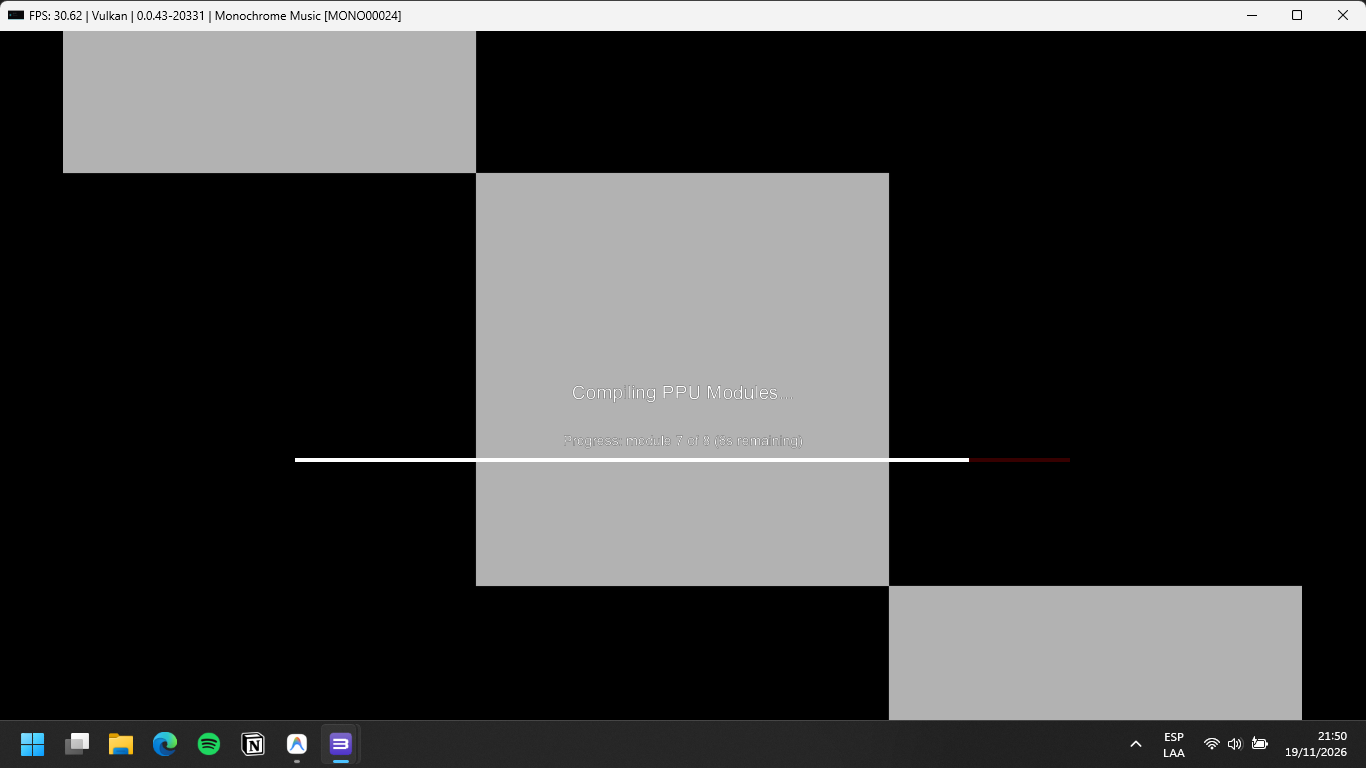 FPS: 30.62 | Vulkan | 0.0.43-20331 | Monochrome Music [MONO00024]
Compiling PPU Modules...
Progress: module 7 of 8 (8s remaining)
ESP
LAA
21:50
19/11/2026